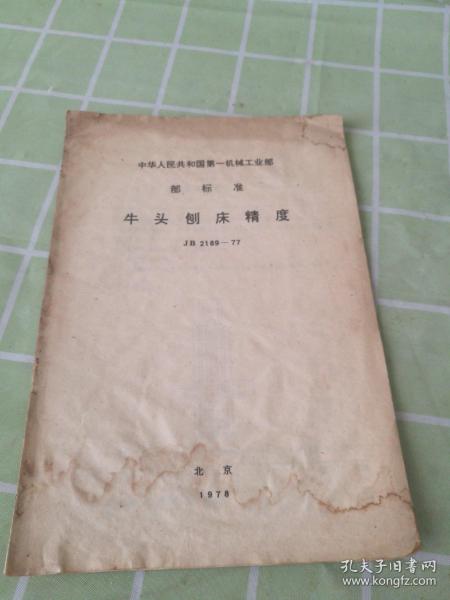 中华人民共和国第一机械工业部
部标准
牛头刨床精度
JB 2189—77
北京
1978
孔夫子旧书网
www.kongfz.com